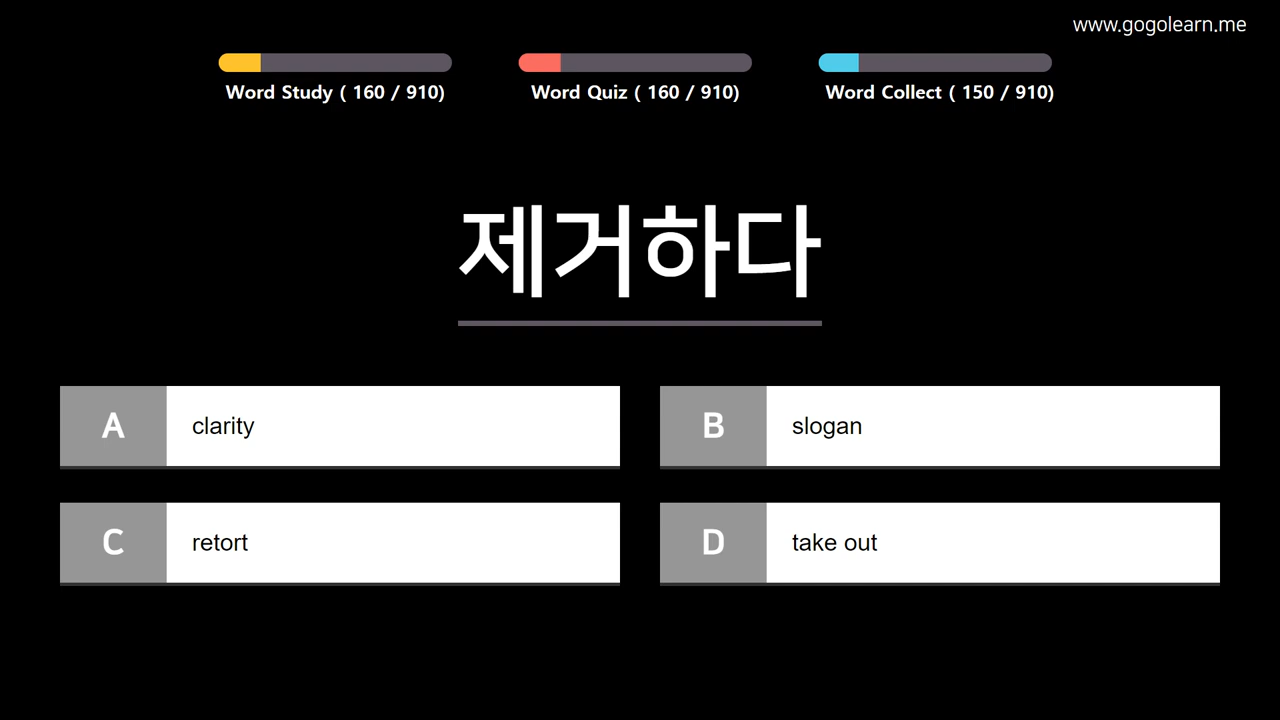 www.gogolearn.me
Word Study ( 160 / 910)
Word Quiz ( 160 / 910)
Word Collect ( 150 / 910)
제거하다
A clarity
B slogan
C retort
D take out